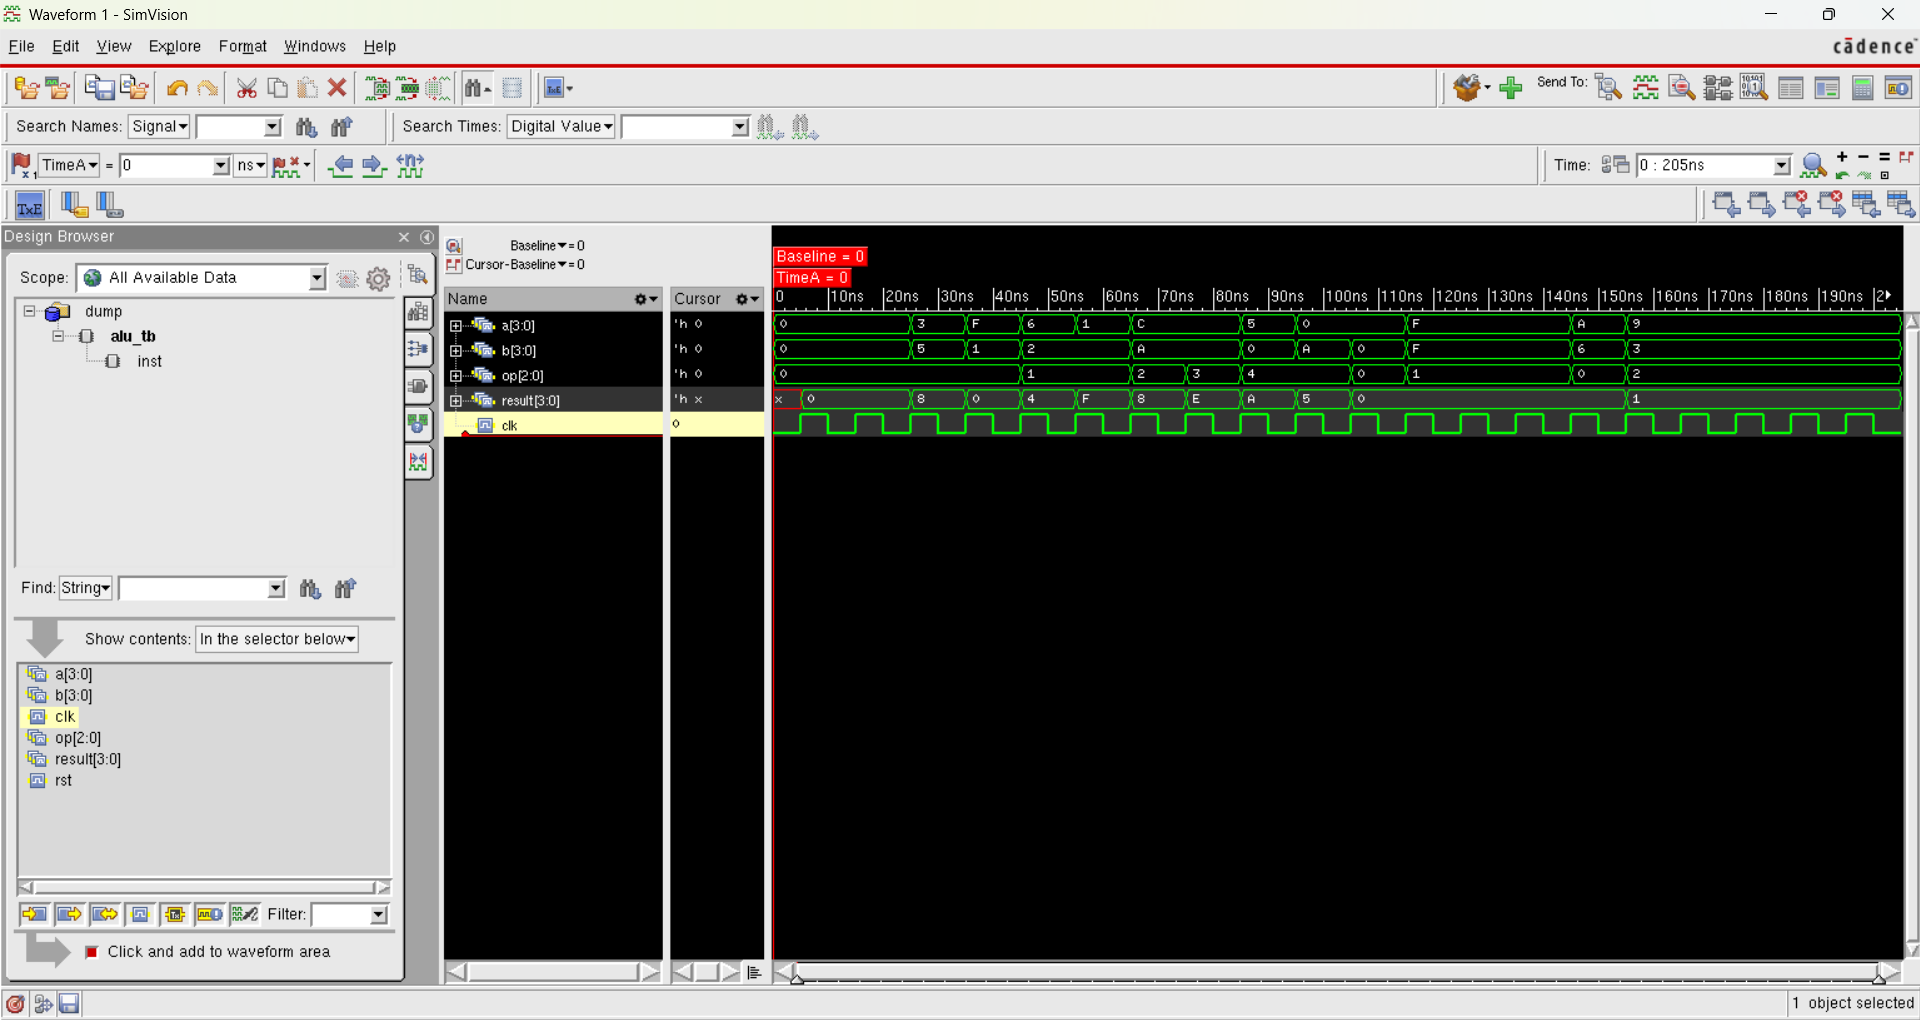 Waveform 1 - SimVision
File Edit View Explore Format Windows Help
cādence
Send To:
Search Names: Signal
Search Times: Digital Value
TimeA = 0 ns
Time: 0 : 205ns
TxE
Design Browser
Scope: All Available Data
dump
alu_tb
inst
Find: String
Show contents: In the selector below
a[3:0]
b[3:0]
clk
op[2:0]
result[3:0]
rst
Filter:
Click and add to waveform area
Baseline = 0
Cursor-Baseline = 0
Name Cursor
a[3:0] 'h 0
b[3:0] 'h 0
op[2:0] 'h 0
result[3:0] 'h x
clk 0
Baseline = 0
TimeA = 0
0 10ns 20ns 30ns 40ns 50ns 60ns 70ns 80ns 90ns 100ns 110ns 120ns 130ns 140ns 150ns 160ns 170ns 180ns 190ns 2
0 3 F 6 1 C 5 0 F A 9
0 5 1 2 A 0 A 0 F 6 3
0 1 2 3 4 0 1 0 2
x 0 8 0 4 F 8 E A 5 0 1
1 object selected